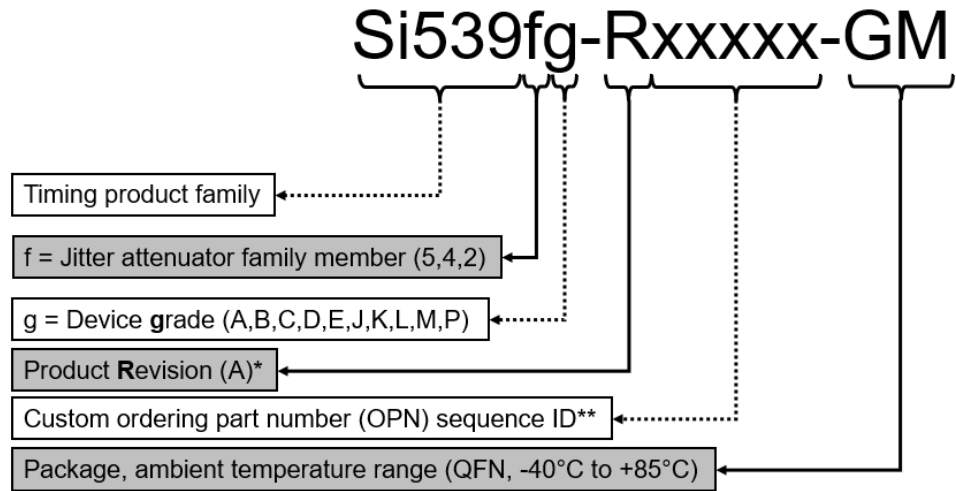 Si539fg-Rxxxxx-GM
Timing product family
f = Jitter attenuator family member (5,4,2)
g = Device grade (A,B,C,D,E,J,K,L,M,P)
Product Revision (A)*
Custom ordering part number (OPN) sequence ID**
Package, ambient temperature range (QFN, -40°C to +85°C)